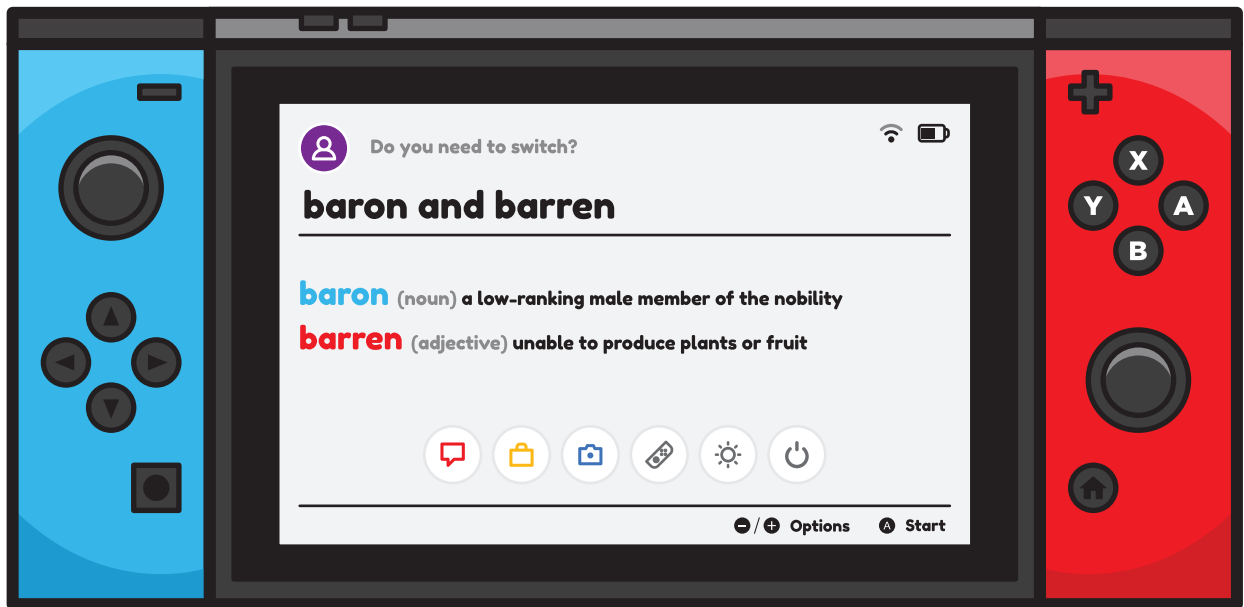 Do you need to switch?
baron and barren
baron (noun) a low-ranking male member of the nobility
barren (adjective) unable to produce plants or fruit
X
Y A
B
/ Options A Start